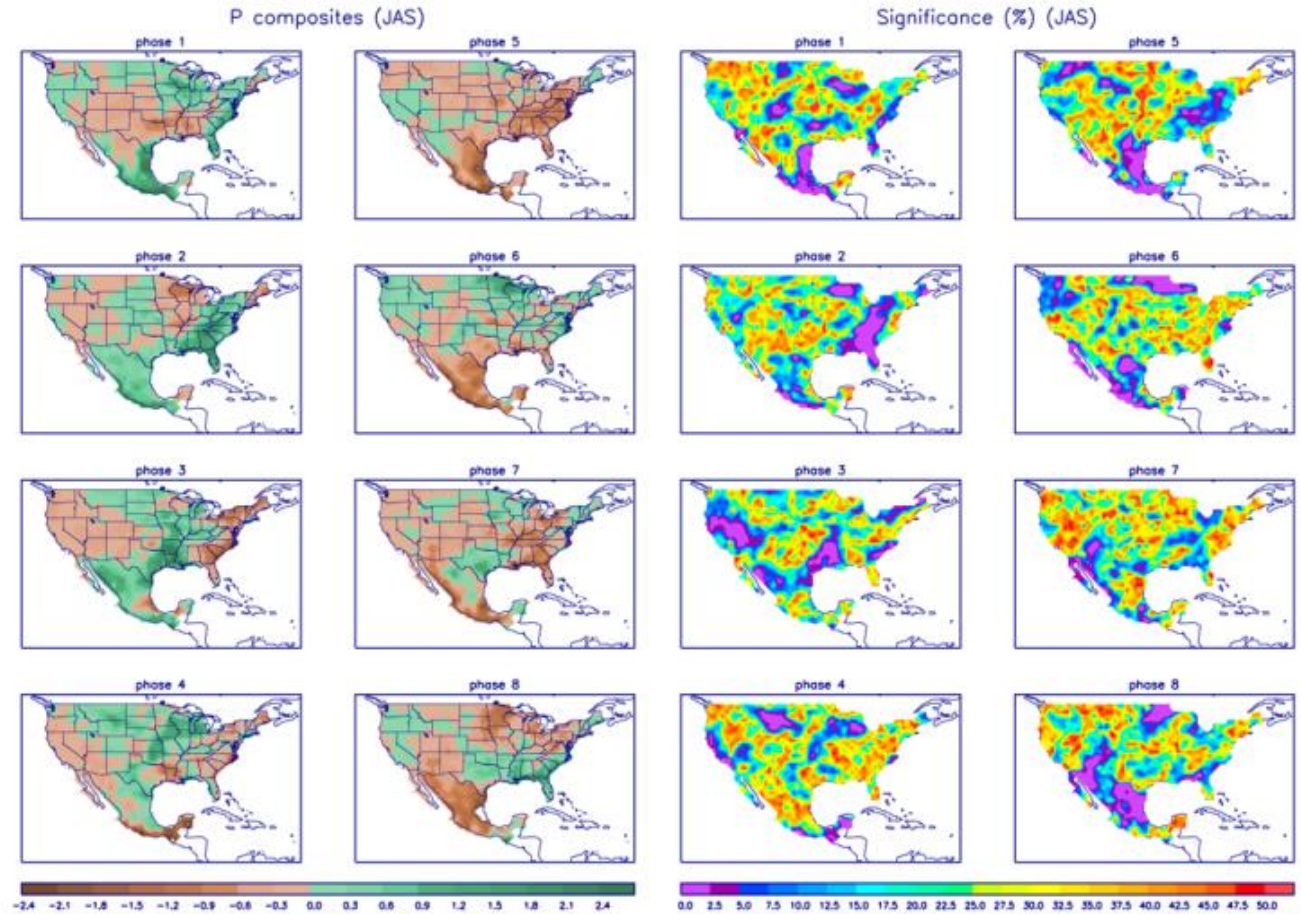 P composites (JAS) Significance (%) (JAS)
phase 1 phase 5 phase 1 phase 5
phase 2 phase 6 phase 2 phase 6
phase 3 phase 7 phase 3 phase 7
phase 4 phase 8 phase 4 phase 8
-2.4 -2.1 -1.8 -1.5 -1.2 -0.9 -0.6 -0.3 0.0 0.3 0.6 0.9 1.2 1.5 1.8 2.1 2.4 0.0 2.5 5.0 7.5 10.0 12.5 15.0 17.5 20.0 22.5 25.0 27.5 30.0 32.5 35.0 37.5 40.0 42.5 45.0 47.5 50.0